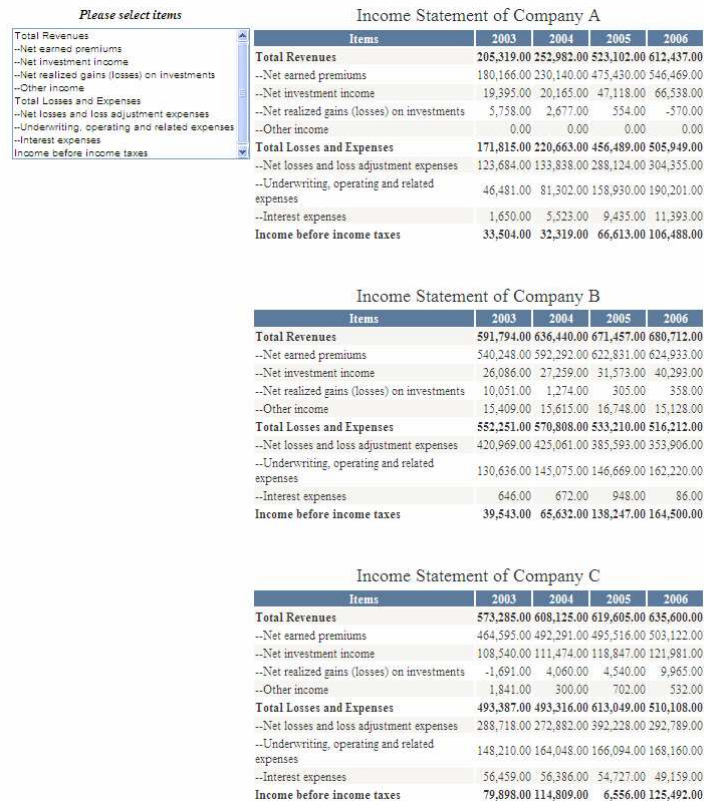 Please select items
Total Revenues
--Net earned premiums
--Net investment income
--Net realized gains (losses) on investments
--Other income
Total Losses and Expenses
--Net losses and loss adjustment expenses
--Underwriting, operating and related expenses
--Interest expenses
Income before income taxes
Income Statement of Company A
Items 2003 2004 2005 2006
Total Revenues 205,319.00 252,982.00 523,102.00 612,437.00
--Net earned premiums 180,166.00 230,140.00 475,430.00 546,469.00
--Net investment income 19,395.00 20,165.00 47,118.00 66,538.00
--Net realized gains (losses) on investments 5,758.00 2,677.00 554.00 -570.00
--Other income 0.00 0.00 0.00 0.00
Total Losses and Expenses 171,815.00 220,663.00 456,489.00 505,949.00
--Net losses and loss adjustment expenses 123,684.00 133,838.00 288,124.00 304,355.00
--Underwriting, operating and related
expenses 46,481.00 81,302.00 158,930.00 190,201.00
--Interest expenses 1,650.00 5,523.00 9,435.00 11,393.00
Income before income taxes 33,504.00 32,319.00 66,613.00 106,488.00
Income Statement of Company B
Items 2003 2004 2005 2006
Total Revenues 591,794.00 636,440.00 671,457.00 680,712.00
--Net earned premiums 540,248.00 592,292.00 622,831.00 624,933.00
--Net investment income 26,086.00 27,259.00 31,573.00 40,293.00
--Net realized gains (losses) on investments 10,051.00 1,274.00 305.00 358.00
--Other income 15,409.00 15,615.00 16,748.00 15,128.00
Total Losses and Expenses 552,251.00 570,808.00 533,210.00 516,212.00
--Net losses and loss adjustment expenses 420,969.00 425,061.00 385,593.00 353,906.00
--Underwriting, operating and related
expenses 130,636.00 145,075.00 146,669.00 162,220.00
--Interest expenses 646.00 672.00 948.00 86.00
Income before income taxes 39,543.00 65,632.00 138,247.00 164,500.00
Income Statement of Company C
Items 2003 2004 2005 2006
Total Revenues 573,285.00 608,125.00 619,605.00 635,600.00
--Net earned premiums 464,595.00 492,291.00 495,516.00 503,122.00
--Net investment income 108,540.00 111,474.00 118,847.00 121,981.00
--Net realized gains (losses) on investments -1,691.00 4,060.00 4,540.00 9,965.00
--Other income 1,841.00 300.00 702.00 532.00
Total Losses and Expenses 493,387.00 493,316.00 613,049.00 510,108.00
--Net losses and loss adjustment expenses 288,718.00 272,882.00 392,228.00 292,789.00
--Underwriting, operating and related
expenses 148,210.00 164,048.00 166,094.00 168,160.00
--Interest expenses 56,459.00 56,386.00 54,727.00 49,159.00
Income before income taxes 79,898.00 114,809.00 6,556.00 125,492.00